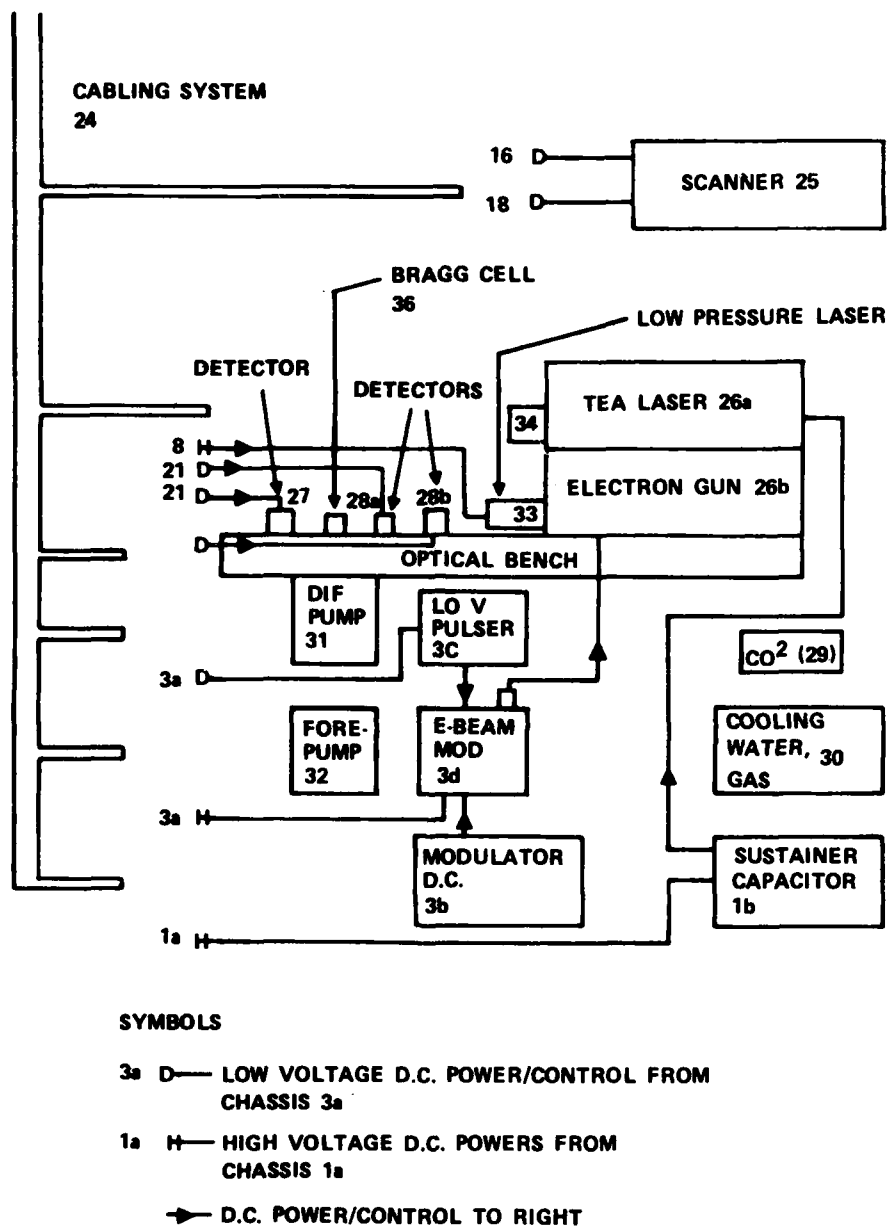 CABLING SYSTEM
24
16 D
SCANNER 25
18 D
BRAGG CELL
36
LOW PRESSURE LASER
DETECTOR
DETECTORS
TEA LASER 26a
34
8 H
21 D
21 D
27
28a
28b
ELECTRON GUN 26b
33
D
OPTICAL BENCH
DIF
PUMP
31
LO V
PULSER
3C
CO2 (29)
3a D
FORE-
PUMP
32
E-BEAM
MOD
3d
COOLING
WATER, 30
GAS
3a H
MODULATOR
D.C.
3b
SUSTAINER
CAPACITOR
1b
1a H
SYMBOLS
3a D LOW VOLTAGE D.C. POWER/CONTROL FROM
CHASSIS 3a
1a H HIGH VOLTAGE D.C. POWERS FROM
CHASSIS 1a
D.C. POWER/CONTROL TO RIGHT